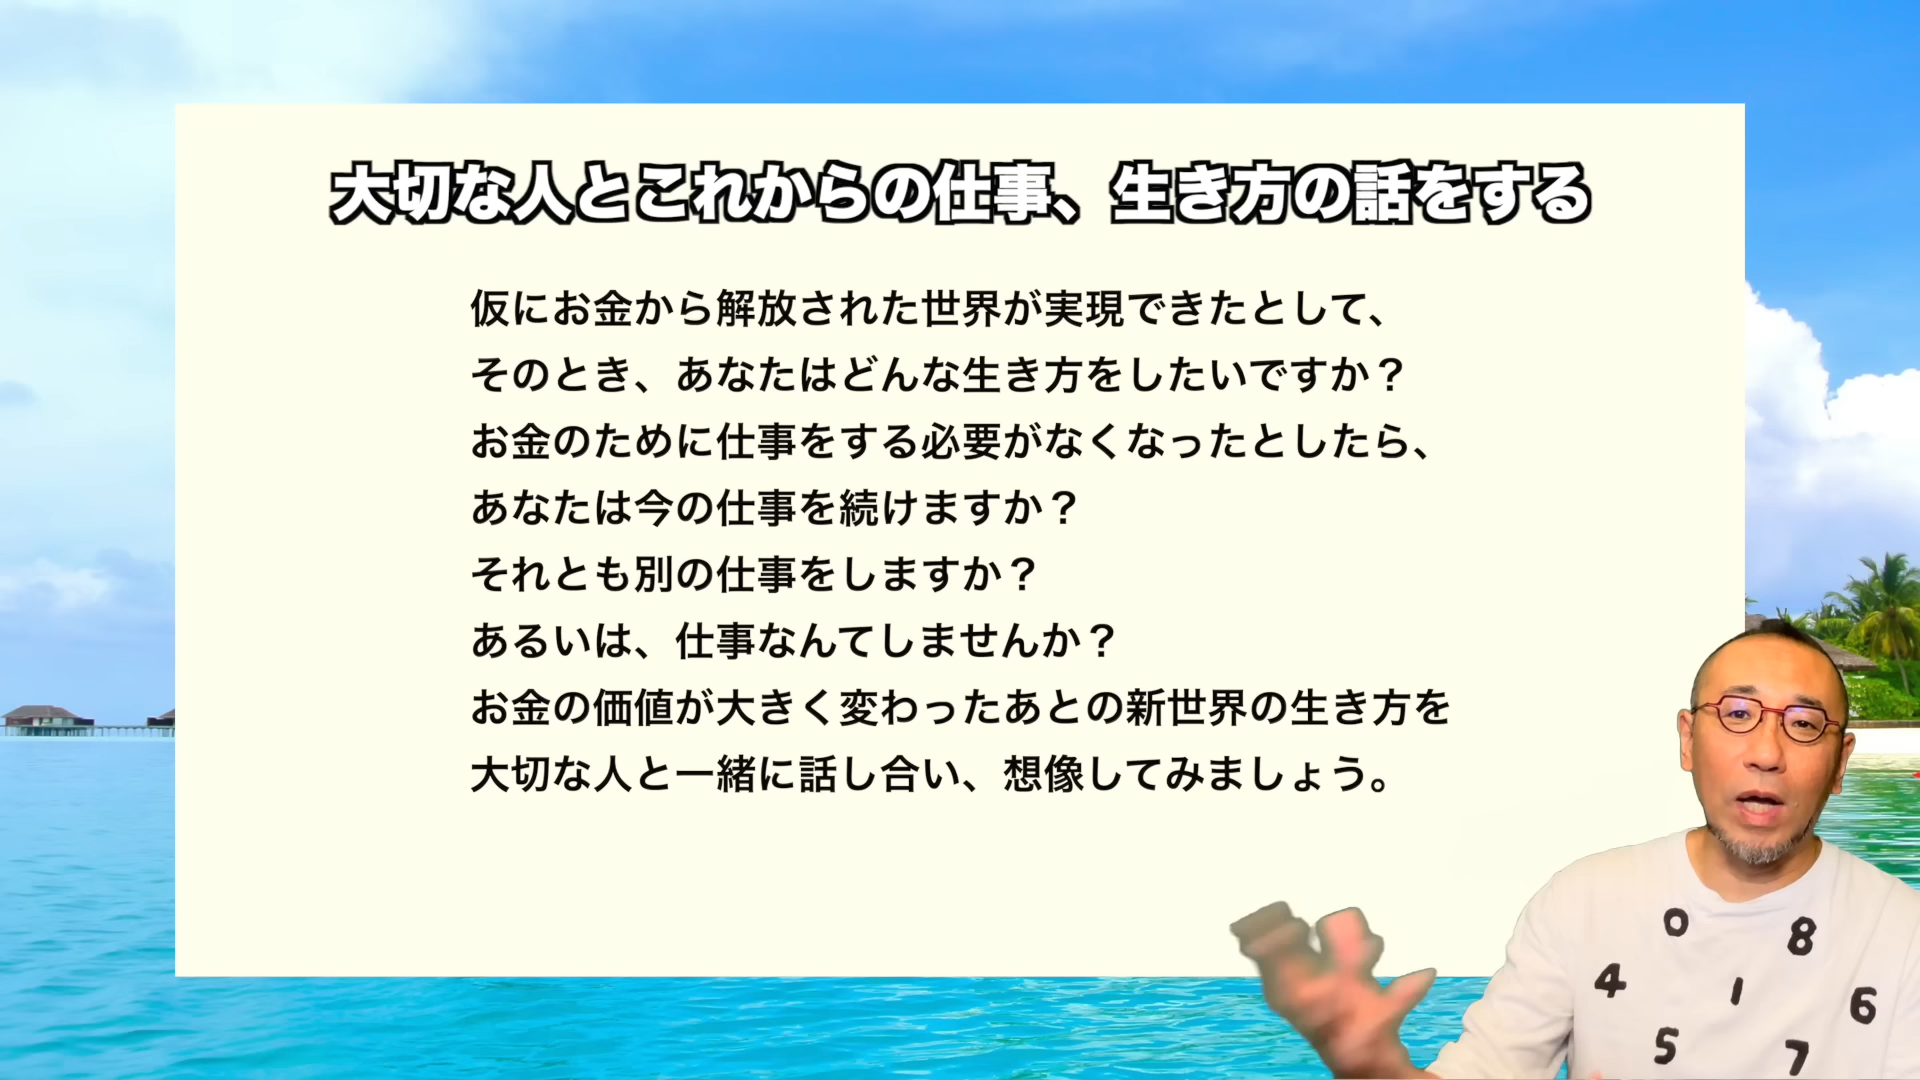 大切な人とこれからの仕事、生き方の話をする
仮にお金から解放された世界が実現できたとして、
そのとき、あなたはどんな生き方をしたいですか？
お金のために仕事をする必要がなくなったとしたら、
あなたは今の仕事を続けますか？
それとも別の仕事をしますか？
あるいは、仕事なんてしませんか？
お金の価値が大きく変わったあとの新世界の生き方を
大切な人と一緒に話し合い、想像してみましょう。
0 8
4 1 6
5 7